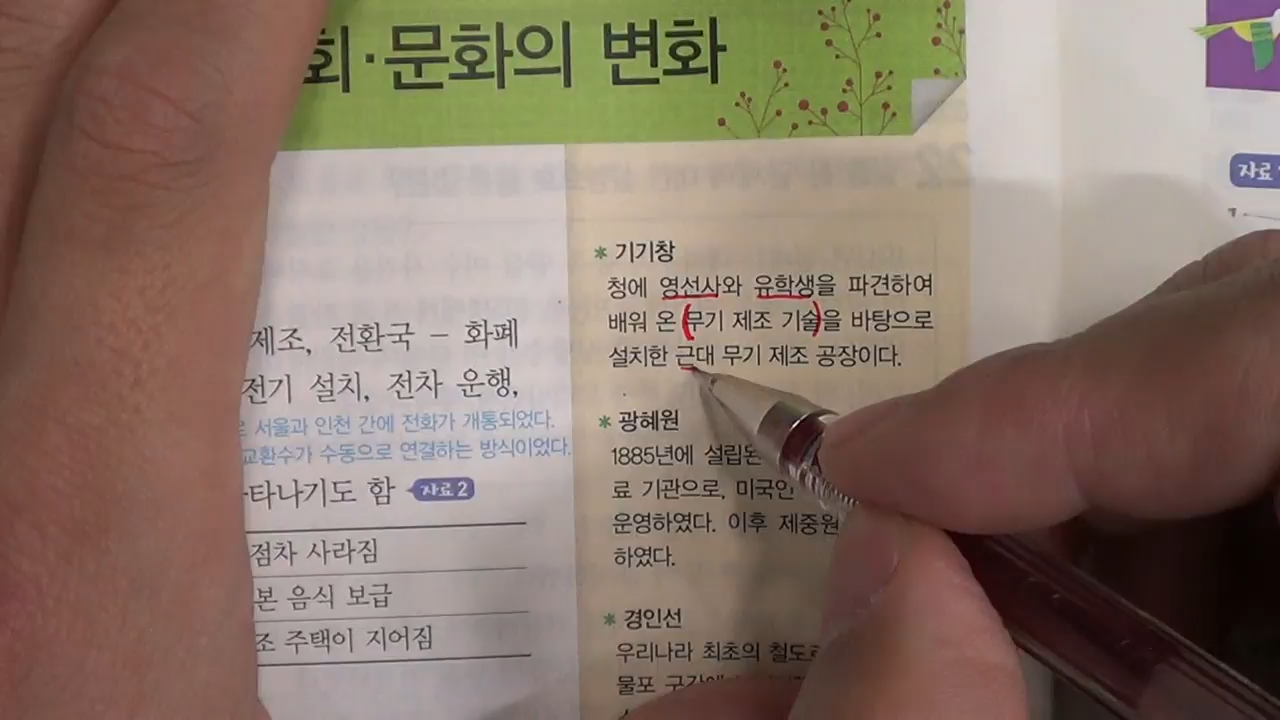 회·문화의 변화
제조, 전환국 - 화폐
전기 설치, 전차 운행,
서울과 인천 간에 전화가 개통되었다.
교환수가 수동으로 연결하는 방식이었다.
타나기도 함 자료 2
점차 사라짐
본 음식 보급
조 주택이 지어짐
* 기기창
청에 영선사와 유학생을 파견하여
배워 온 (무기 제조 기술)을 바탕으로
설치한 근대 무기 제조 공장이다.
* 광혜원
1885년에 설립된
료 기관으로, 미국인
운영하였다. 이후 제중원
하였다.
* 경인선
우리나라 최초의 철도로
물포
자료